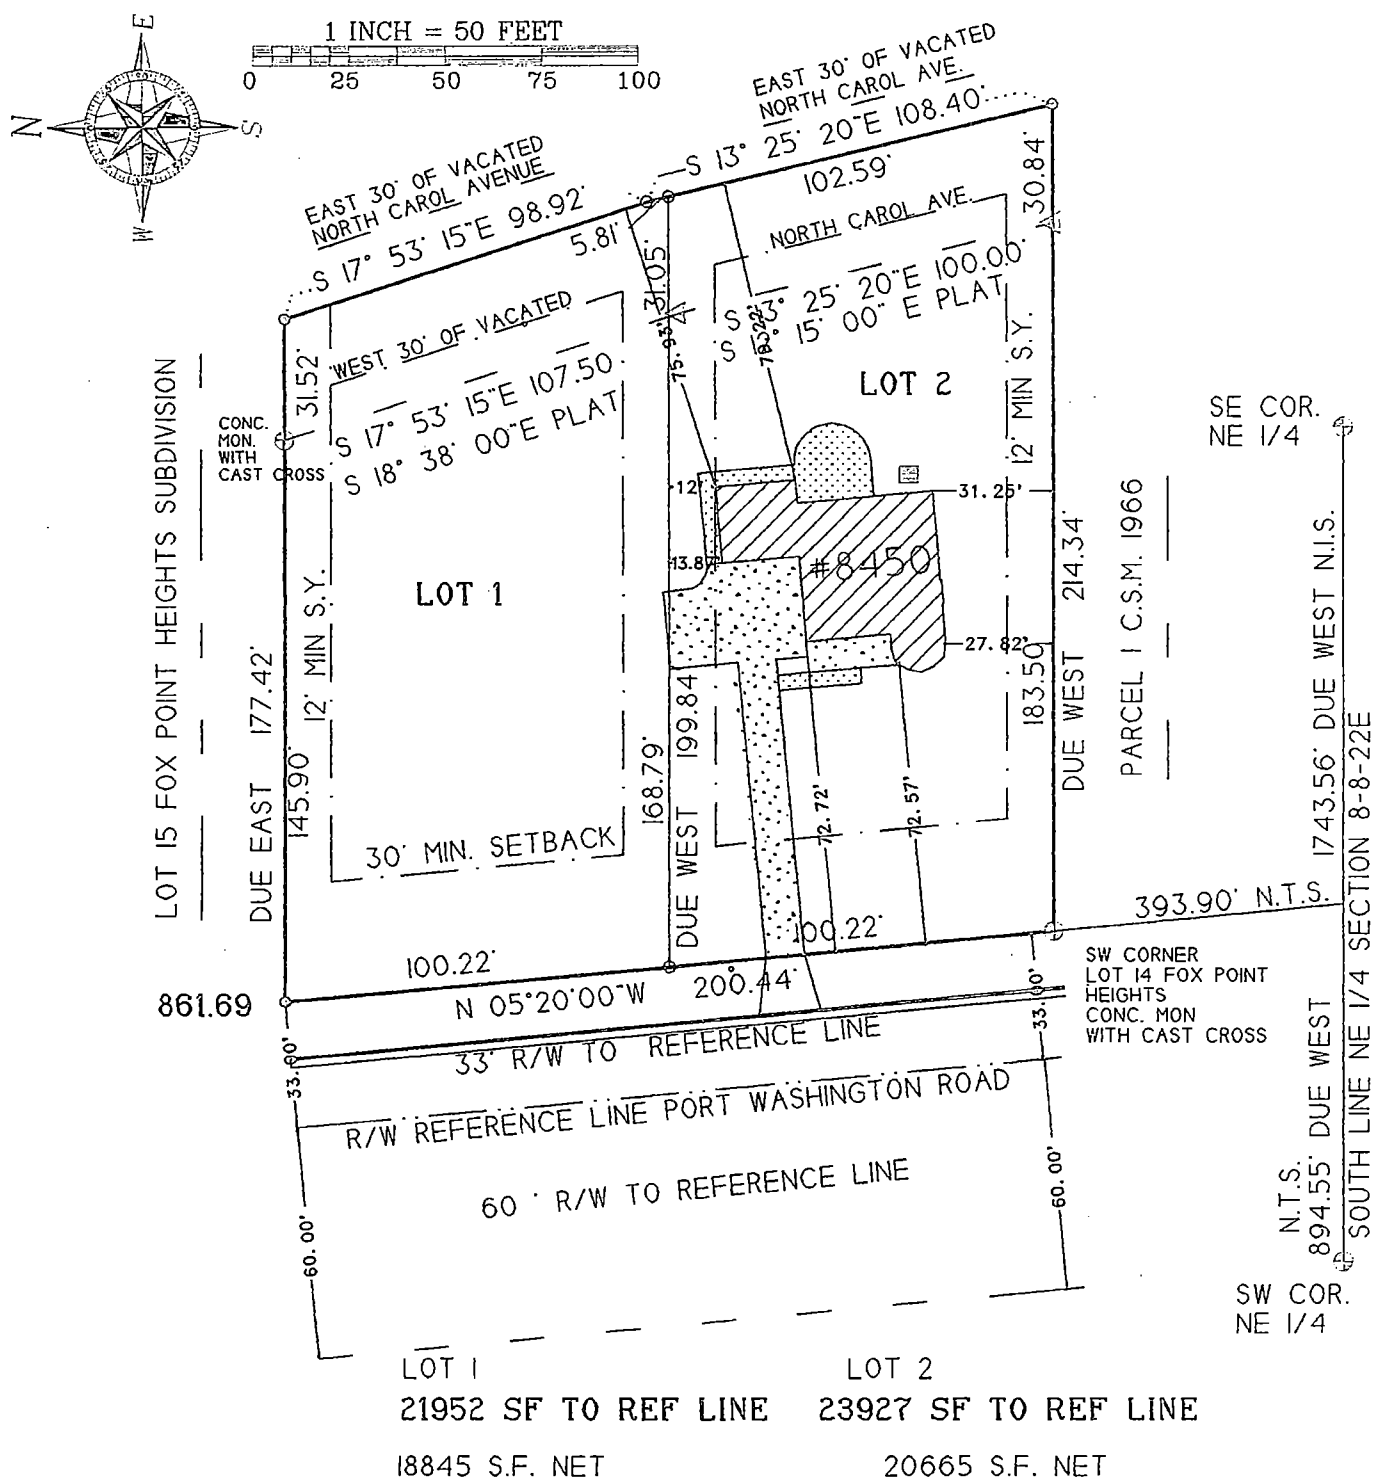 1 INCH = 50 FEET
0 25 50 75 100
E
N
S
W
EAST 30' OF VACATED
NORTH CAROL AVE.
S 13° 25' 20"E 108.40'
102.59'
30.84'
EAST 30' OF VACATED
NORTH CAROL AVENUE
S 17° 53' 15"E 98.92'
5.81'
31.05'
NORTH CAROL AVE.
S 13° 25' 20"E 100.00'
15' 00" E PLAT
75.93'
WEST 30' OF VACATED
S 17° 53' 15"E 107.50
S 18° 38' 00"E PLAT
31.52'
CONC.
MON.
WITH
CAST CROSS
LOT 15 FOX POINT HEIGHTS SUBDIVISION
LOT 2
12' MIN S.Y.
SE COR.
NE 1/4
12'
31.25'
13.8
#8450
LOT 1
12' MIN S.Y.
DUE EAST 177.42'
145.90'
27.82'
183.50'
DUE WEST 214.34'
PARCEL 1 C.S.M. 1966
168.79'
DUE WEST 199.84'
72.72'
72.57'
30' MIN. SETBACK
1743.56' DUE WEST N.I.S.
SOUTH LINE NE 1/4 SECTION 8-8-22E
393.90' N.T.S.
100.22'
100.22'
861.69
N 05°20'00"W 200.44'
SW CORNER
LOT 14 FOX POINT
HEIGHTS
CONC. MON
WITH CAST CROSS
33.00'
33.00'
33' R/W TO REFERENCE LINE
R/W REFERENCE LINE PORT WASHINGTON ROAD
60 ' R/W TO REFERENCE LINE
60.00'
60.00'
N.T.S.
894.55' DUE WEST
SW COR.
NE 1/4
LOT 1 LOT 2
21952 SF TO REF LINE 23927 SF TO REF LINE
18845 S.F. NET 20665 S.F. NET